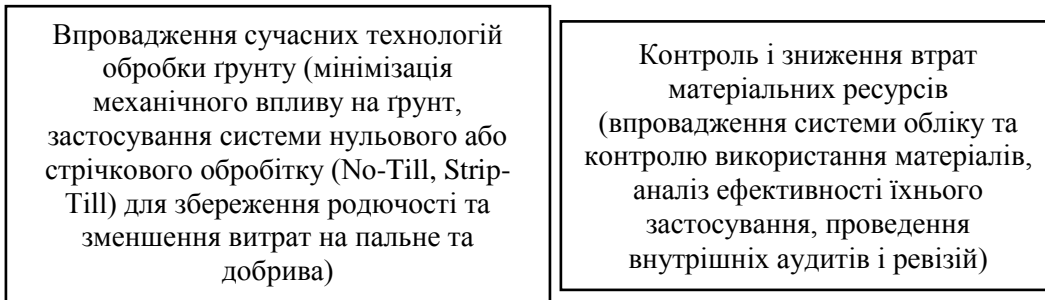 Впровадження сучасних технологій
обробки ґрунту (мінімізація
механічного впливу на ґрунт,
застосування системи нульового або
стрічкового обробітку (No-Till, Strip-
Till) для збереження родючості та
зменшення витрат на пальне та
добрива)
Контроль і зниження втрат
матеріальних ресурсів
(впровадження системи обліку та
контролю використання матеріалів,
аналіз ефективності їхнього
застосування, проведення
внутрішніх аудитів і ревізій)